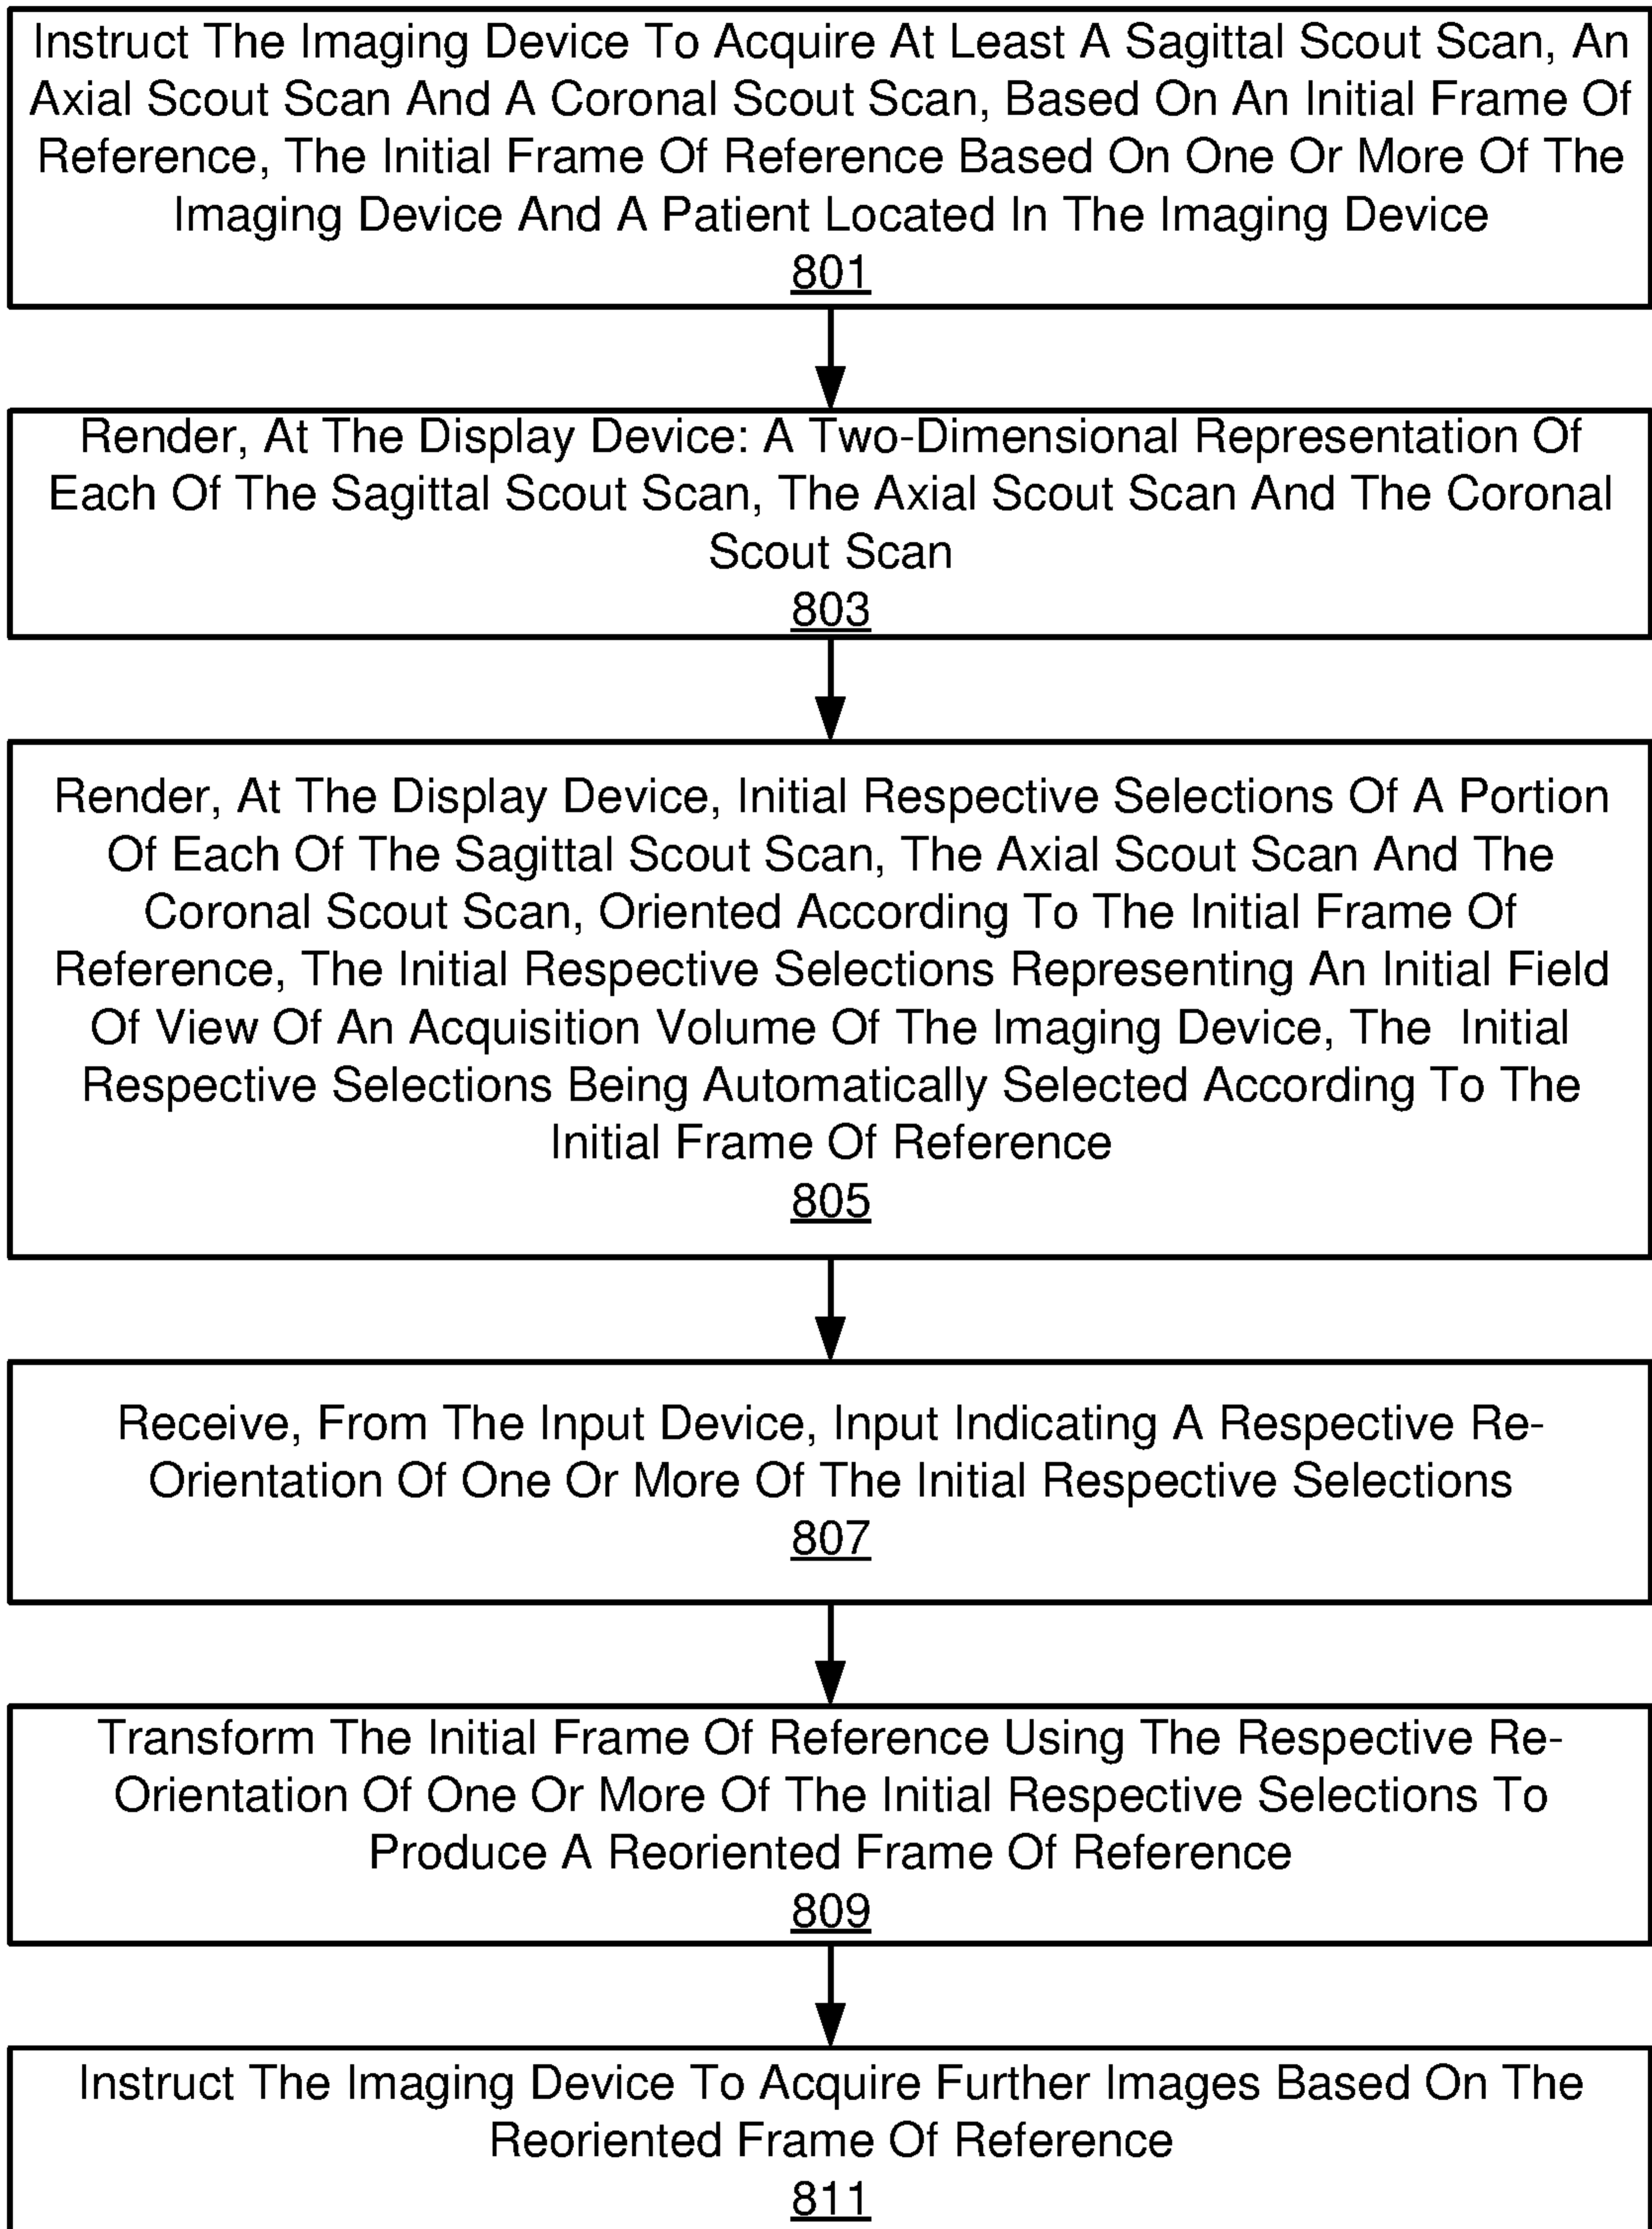 Instruct The Imaging Device To Acquire At Least A Sagittal Scout Scan, An
Axial Scout Scan And A Coronal Scout Scan, Based On An Initial Frame Of
Reference, The Initial Frame Of Reference Based On One Or More Of The
Imaging Device And A Patient Located In The Imaging Device
801
Render, At The Display Device: A Two-Dimensional Representation Of
Each Of The Sagittal Scout Scan, The Axial Scout Scan And The Coronal
Scout Scan
803
Render, At The Display Device, Initial Respective Selections Of A Portion
Of Each Of The Sagittal Scout Scan, The Axial Scout Scan And The
Coronal Scout Scan, Oriented According To The Initial Frame Of
Reference, The Initial Respective Selections Representing An Initial Field
Of View Of An Acquisition Volume Of The Imaging Device, The  Initial
Respective Selections Being Automatically Selected According To The
Initial Frame Of Reference
805
Receive, From The Input Device, Input Indicating A Respective Re-
Orientation Of One Or More Of The Initial Respective Selections
807
Transform The Initial Frame Of Reference Using The Respective Re-
Orientation Of One Or More Of The Initial Respective Selections To
Produce A Reoriented Frame Of Reference
809
Instruct The Imaging Device To Acquire Further Images Based On The
Reoriented Frame Of Reference
811